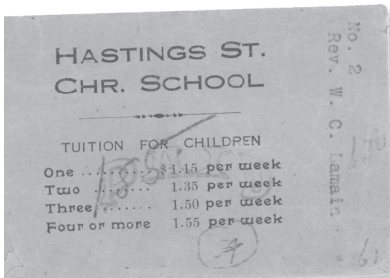 HASTINGS ST.
CHR. SCHOOL
TUITION FOR CHILDREN
One ......... $1.15 per week
Two ........ 1.35 per week
Three ....... 1.50 per week
Four or more 1.55 per week
No. 2
Rev. W. C. Lamain